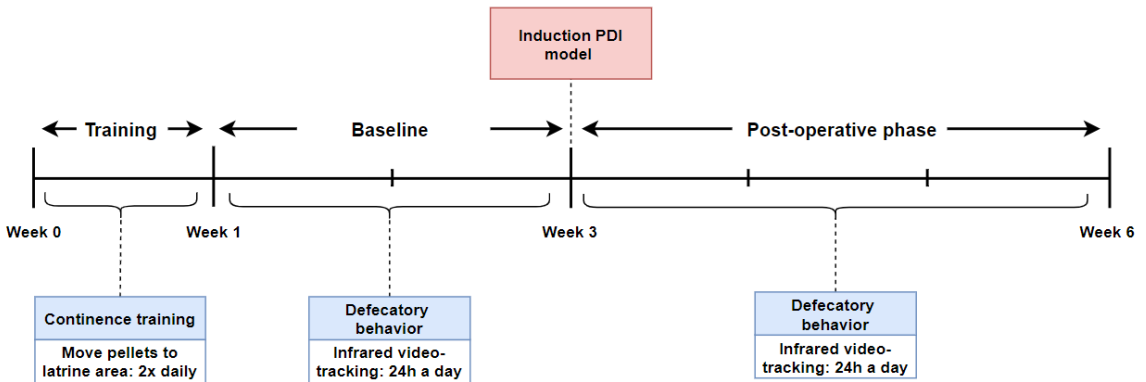 Induction PDI
model
Training
Baseline
Post-operative phase
Week 0
Week 1
Week 3
Week 6
Continence training
Move pellets to
latrine area: 2x daily
Defecatory
behavior
Infrared video-
tracking: 24h a day
Defecatory
behavior
Infrared video-
tracking: 24h a day